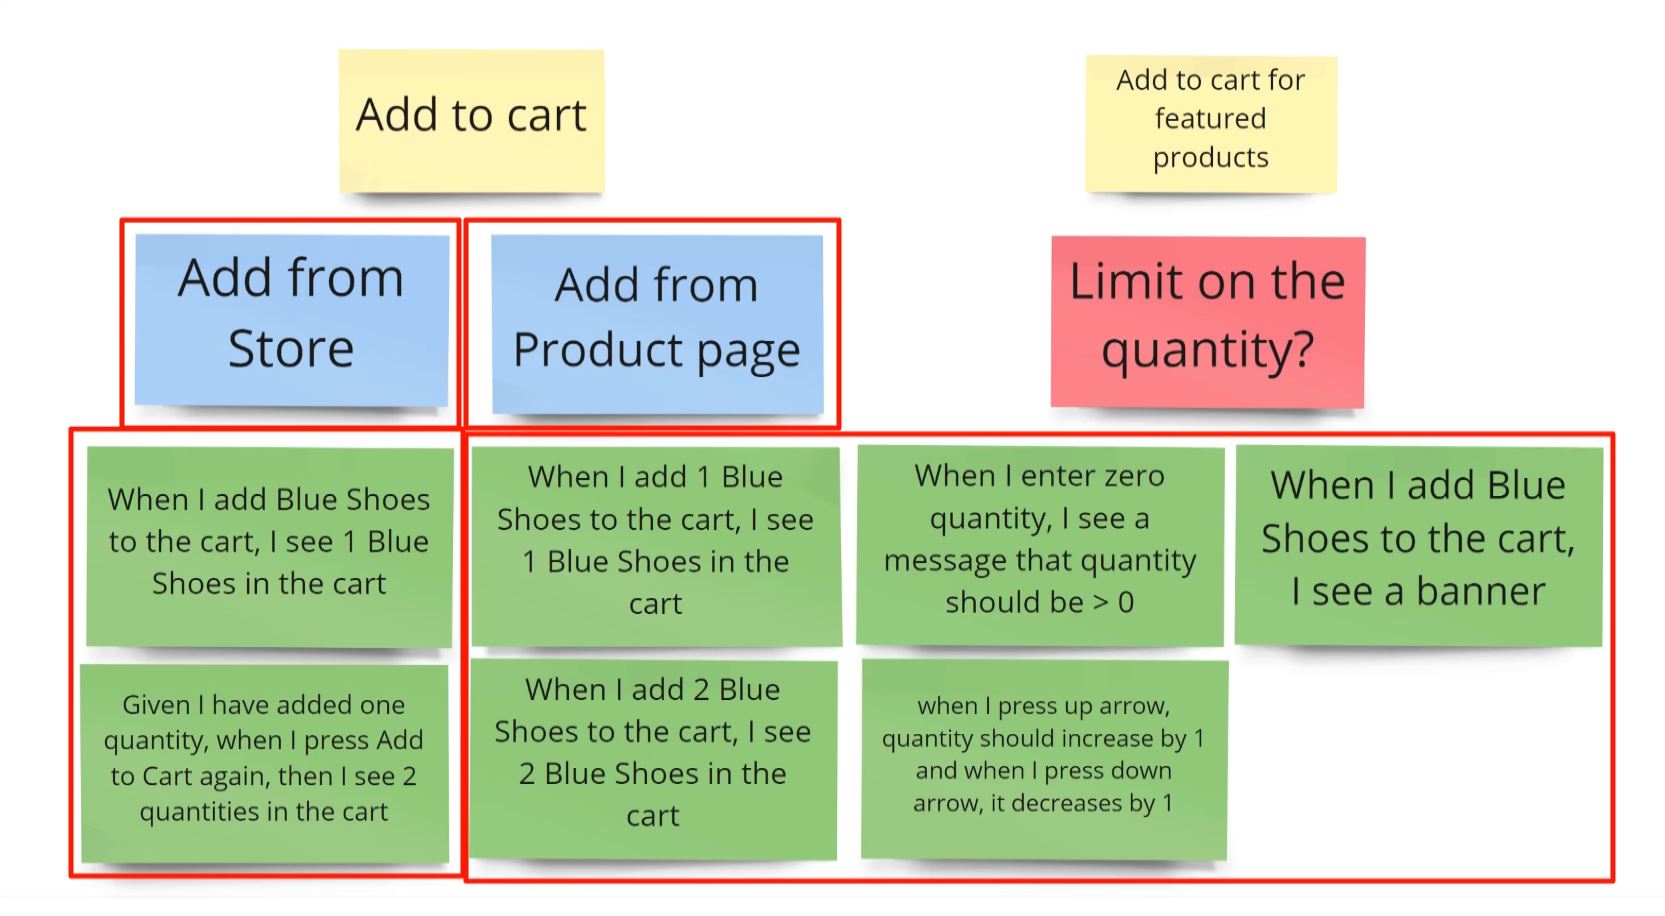 Add to cart
Add to cart for
featured
products
Add from
Store
Add from
Product page
Limit on the
quantity?
When I add Blue Shoes
to the cart, I see 1 Blue
Shoes in the cart
When I add 1 Blue
Shoes to the cart, I see
1 Blue Shoes in the
cart
When I enter zero
quantity, I see a
message that quantity
should be > 0
When I add Blue
Shoes to the cart,
I see a banner
Given I have added one
quantity, when I press Add
to Cart again, then I see 2
quantities in the cart
When I add 2 Blue
Shoes to the cart, I see
2 Blue Shoes in the
cart
when I press up arrow,
quantity should increase by 1
and when I press down
arrow, it decreases by 1